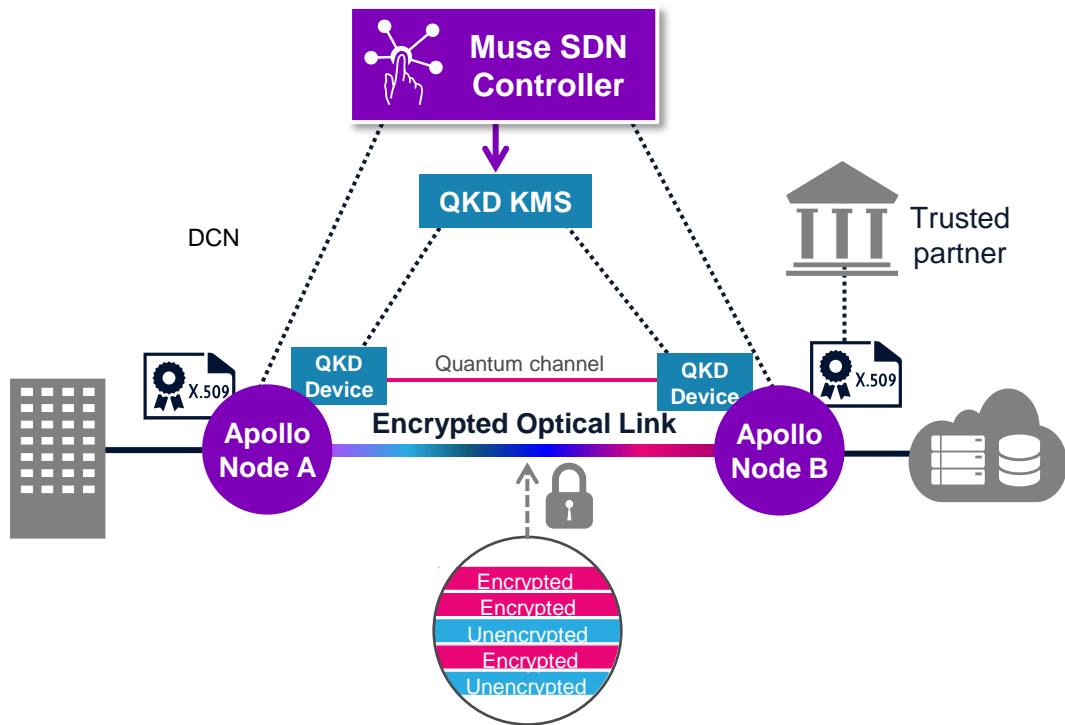 Muse SDN
Controller
QKD KMS
DCN
Trusted
partner
X.509
QKD
Device
Quantum channel
QKD
Device
X.509
Apollo
Node A
Encrypted Optical Link
Apollo
Node B
Encrypted
Encrypted
Unencrypted
Encrypted
Unencrypted